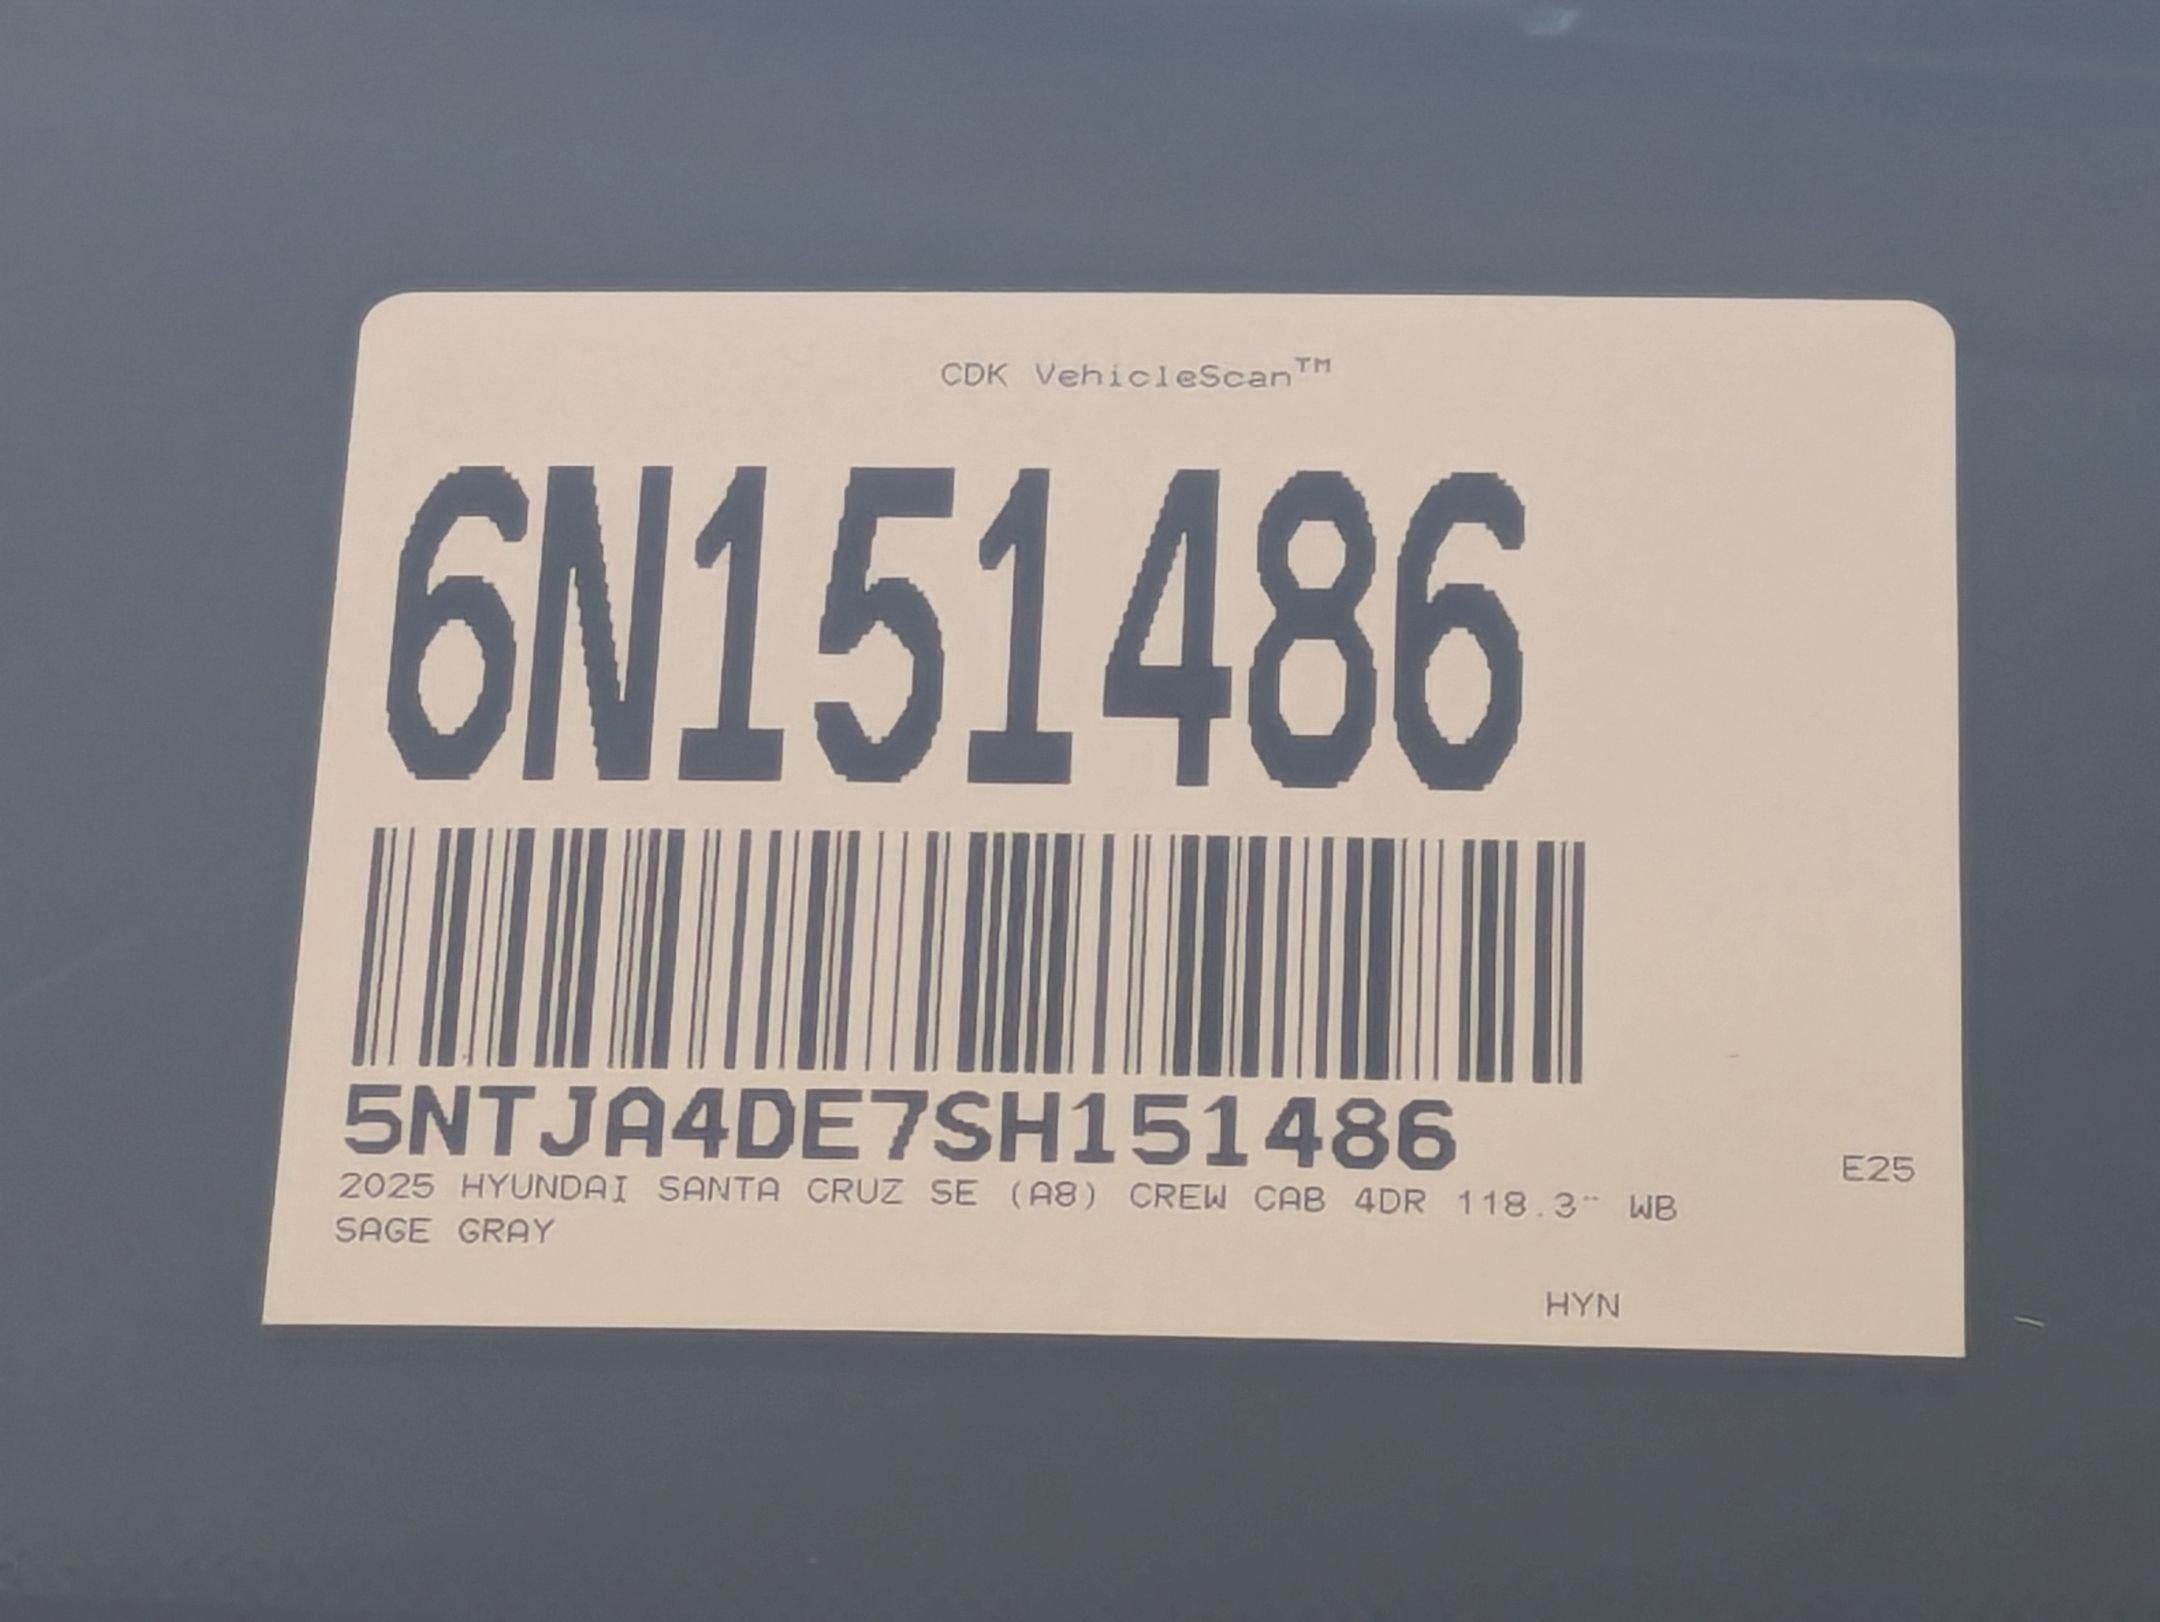 CDK VehicleScan™
6N151486
5NTJA4DE7SH151486
E25
2025 HYUNDAI SANTA CRUZ SE (A8) CREW CAB 4DR 118.3" WB
SAGE GRAY
HYN